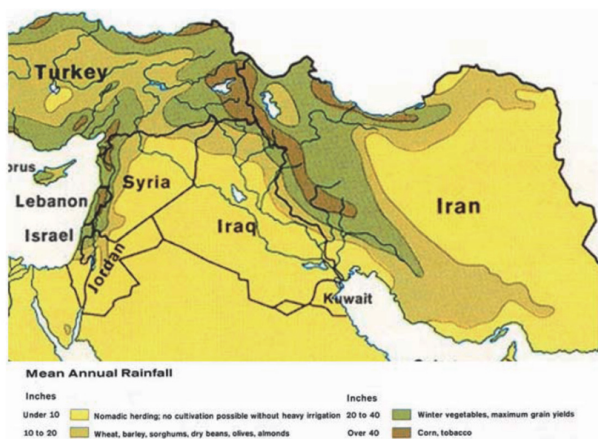 Turkey
orus
Syria
Lebanon
Iran
Israel
Iraq
Jordan
Kuwait
Mean Annual Rainfall
Inches
Inches
Under 10 Nomadic herding; no cultivation possible without heavy irrigation
20 to 40 Winter vegetables, maximum grain yields
10 to 20 Wheat, barley, sorghums, dry beans, olives, almonds
Over 40 Corn, tobacco